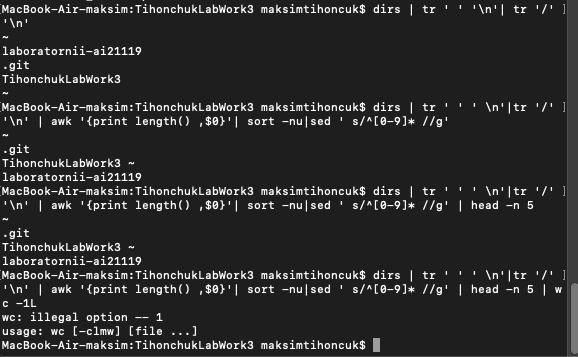 [MacBook-Air-maksim:TihonchukLabWork3 maksimtihoncuk$ dirs | tr ' ' '\n'| tr '/' ]
'\n'
~
laboratornii-ai21119
.git
TihonchukLabWork3
~
[MacBook-Air-maksim:TihonchukLabWork3 maksimtihoncuk$ dirs | tr ' ' ' \n'|tr '/' ]
'\n' | awk '{print length() ,$0}'| sort -nu|sed ' s/^[0-9]* //g'
~
.git
TihonchukLabWork3 ~
laboratornii-ai21119
[MacBook-Air-maksim:TihonchukLabWork3 maksimtihoncuk$ dirs | tr ' ' ' \n'|tr '/' ]
'\n' | awk '{print length() ,$0}'| sort -nu|sed ' s/^[0-9]* //g' | head -n 5
~
.git
TihonchukLabWork3 ~
laboratornii-ai21119
[MacBook-Air-maksim:TihonchukLabWork3 maksimtihoncuk$ dirs | tr ' ' ' \n'|tr '/' ]
'\n' | awk '{print length() ,$0}'| sort -nu|sed ' s/^[0-9]* //g' | head -n 5 | w
c -1L
wc: illegal option -- 1
usage: wc [-clmw] [file ...]
MacBook-Air-maksim:TihonchukLabWork3 maksimtihoncuk$